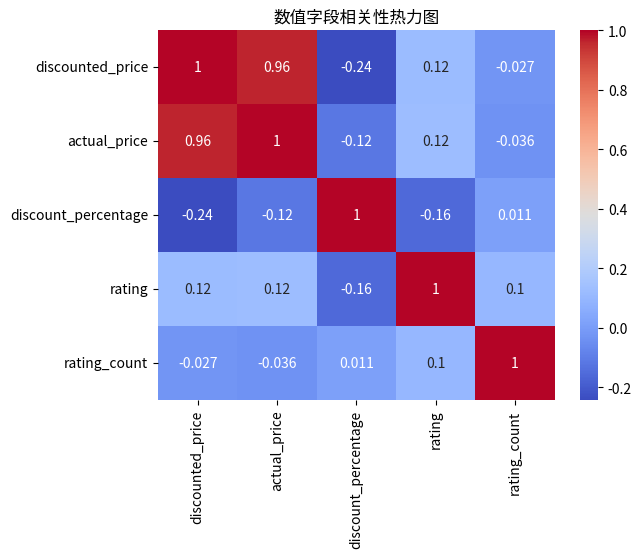 数值字段相关性热力图
discounted_price 1 0.96 -0.24 0.12 -0.027
actual_price 0.96 1 -0.12 0.12 -0.036
discount_percentage -0.24 -0.12 1 -0.16 0.011
rating 0.12 0.12 -0.16 1 0.1
rating_count -0.027 -0.036 0.011 0.1 1
discounted_price
actual_price
discount_percentage
rating
rating_count
1.0
0.8
0.6
0.4
0.2
0.0
-0.2